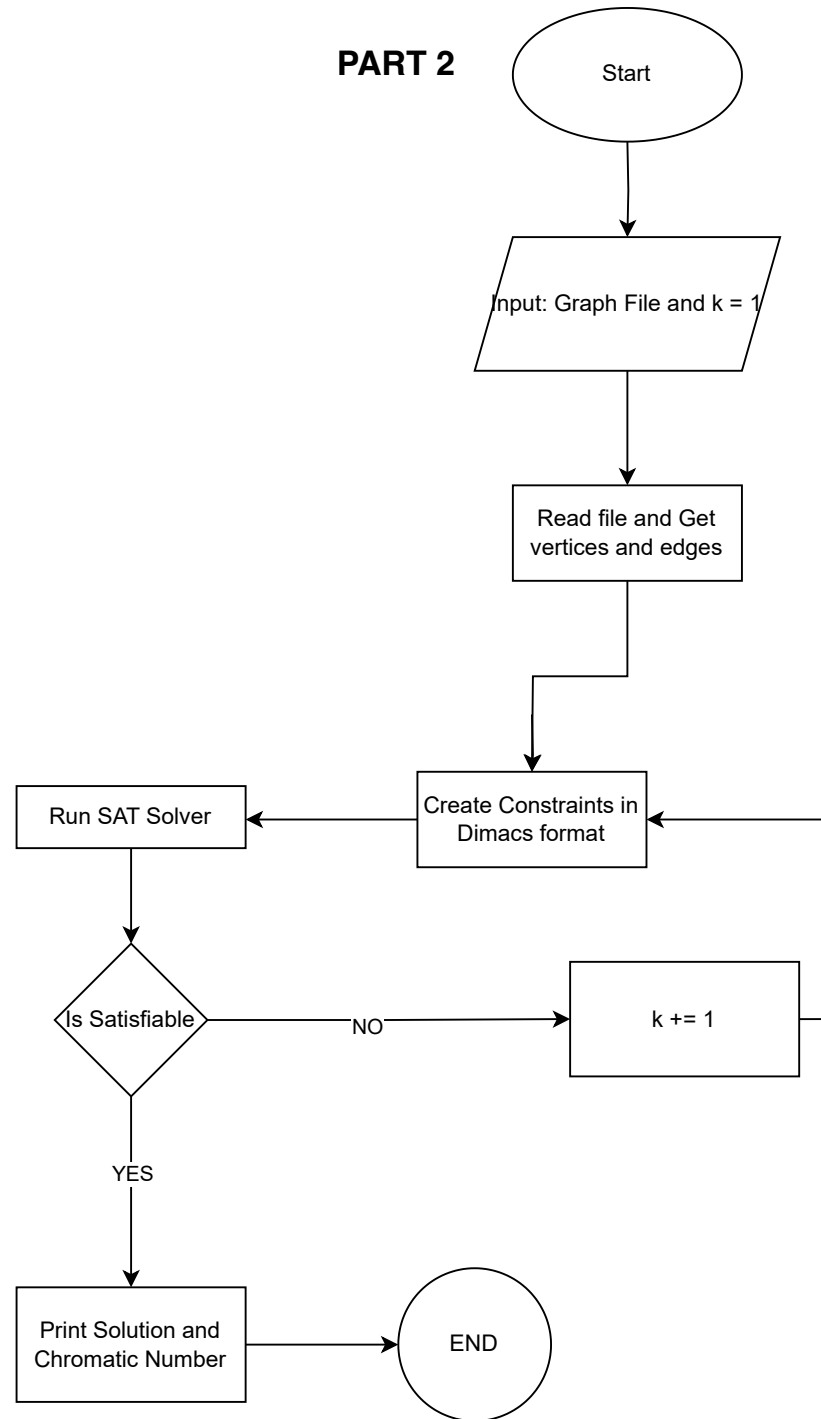 PART 2
Start
Input: Graph File and k = 1
Read file and Get
vertices and edges
Create Constraints in
Dimacs format
Run SAT Solver
Is Satisfiable
NO
k += 1
YES
Print Solution and
Chromatic Number
END